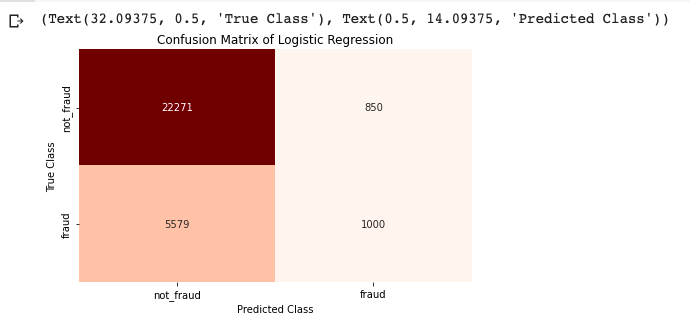 (Text(32.09375, 0.5, 'True Class'), Text(0.5, 14.09375, 'Predicted Class'))
Confusion Matrix of Logistic Regression
True Class
not_fraud
22271
850
fraud
5579
1000
not_fraud
fraud
Predicted Class